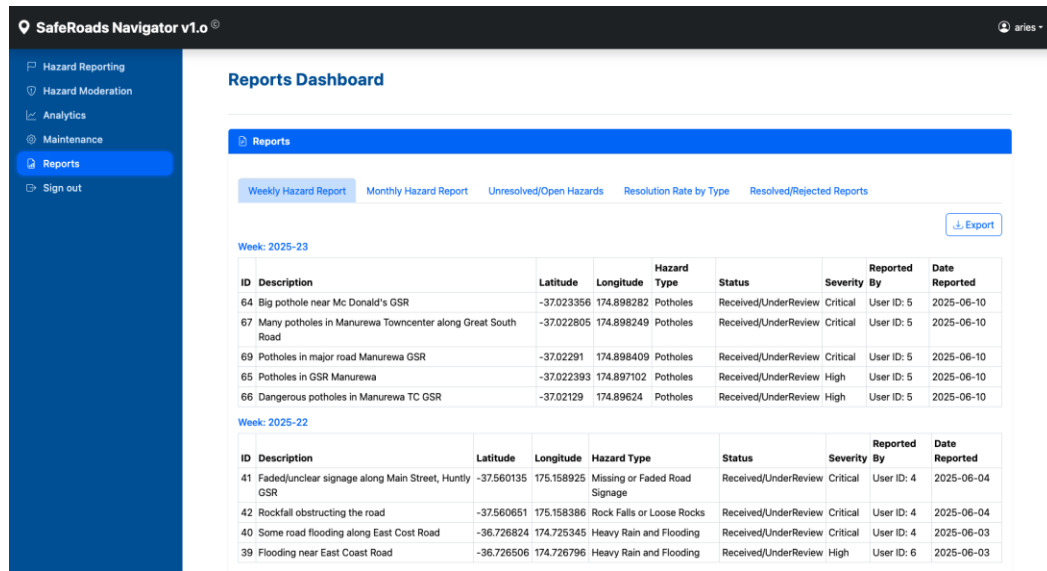 SafeRoads Navigator v1.o ©
aries
Hazard Reporting
Hazard Moderation
Analytics
Maintenance
Reports
Sign out
Reports Dashboard
Reports
Weekly Hazard Report Monthly Hazard Report Unresolved/Open Hazards Resolution Rate by Type Resolved/Rejected Reports
Export
Week: 2025-23
ID Description Latitude Longitude Hazard Type Status Severity Reported By Date Reported
64 Big pothole near Mc Donald's GSR -37.023356 174.898282 Potholes Received/UnderReview Critical User ID: 5 2025-06-10
67 Many potholes in Manurewa Towncenter along Great South Road -37.022805 174.898249 Potholes Received/UnderReview Critical User ID: 5 2025-06-10
69 Potholes in major road Manurewa GSR -37.02291 174.898409 Potholes Received/UnderReview Critical User ID: 5 2025-06-10
65 Potholes in GSR Manurewa -37.022393 174.897102 Potholes Received/UnderReview High User ID: 5 2025-06-10
66 Dangerous potholes in Manurewa TC GSR -37.02129 174.89624 Potholes Received/UnderReview High User ID: 5 2025-06-10
Week: 2025-22
ID Description Latitude Longitude Hazard Type Status Severity Reported By Date Reported
41 Faded/unclear signage along Main Street, Huntly GSR -37.560135 175.158925 Missing or Faded Road Signage Received/UnderReview Critical User ID: 4 2025-06-04
42 Rockfall obstructing the road -37.560651 175.158386 Rock Falls or Loose Rocks Received/UnderReview Critical User ID: 4 2025-06-04
40 Some road flooding along East Cost Road -36.726824 174.725345 Heavy Rain and Flooding Received/UnderReview Critical User ID: 4 2025-06-03
39 Flooding near East Coast Road -36.726506 174.726796 Heavy Rain and Flooding Received/UnderReview High User ID: 6 2025-06-03